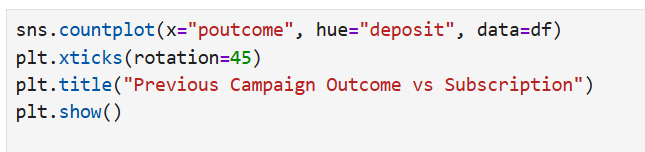 sns.countplot(x="poutcome", hue="deposit", data=df)
plt.xticks(rotation=45)
plt.title("Previous Campaign Outcome vs Subscription")
plt.show()